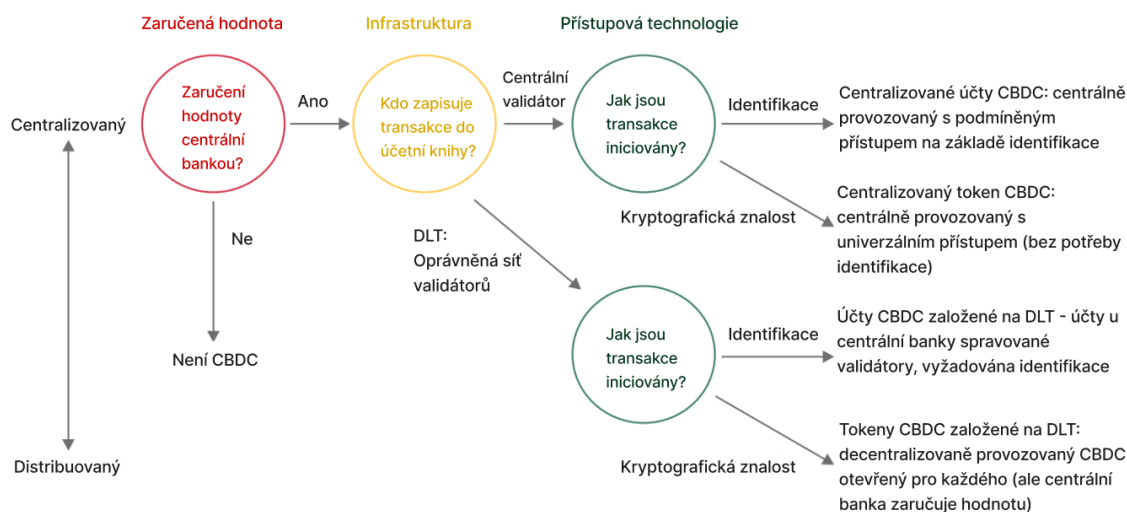 Zaručená hodnota
Infrastruktura
Přístupová technologie
Centralizovaný
Distribuovaný
Zaručení
hodnoty
centrální
bankou?
Ano
Ne
Není CBDC
Kdo zapisuje
transakce do
účetní knihy?
Centrální
validátor
DLT:
Oprávněná síť
validátorů
Jak jsou
transakce
iniciovány?
Identifikace
Centralizované účty CBDC: centrálně
provozovaný s podmíněným
přístupem na základě identifikace
Kryptografická znalost
Centralizovaný token CBDC:
centrálně provozovaný s
univerzálním přístupem (bez potřeby
identifikace)
Jak jsou
transakce
iniciovány?
Identifikace
Účty CBDC založené na DLT - účty u
centrální banky spravované
validátory, vyžadována identifikace
Kryptografická znalost
Tokeny CBDC založené na DLT:
decentralizovaně provozovaný CBDC
otevřený pro každého (ale centrální
banka zaručuje hodnotu)